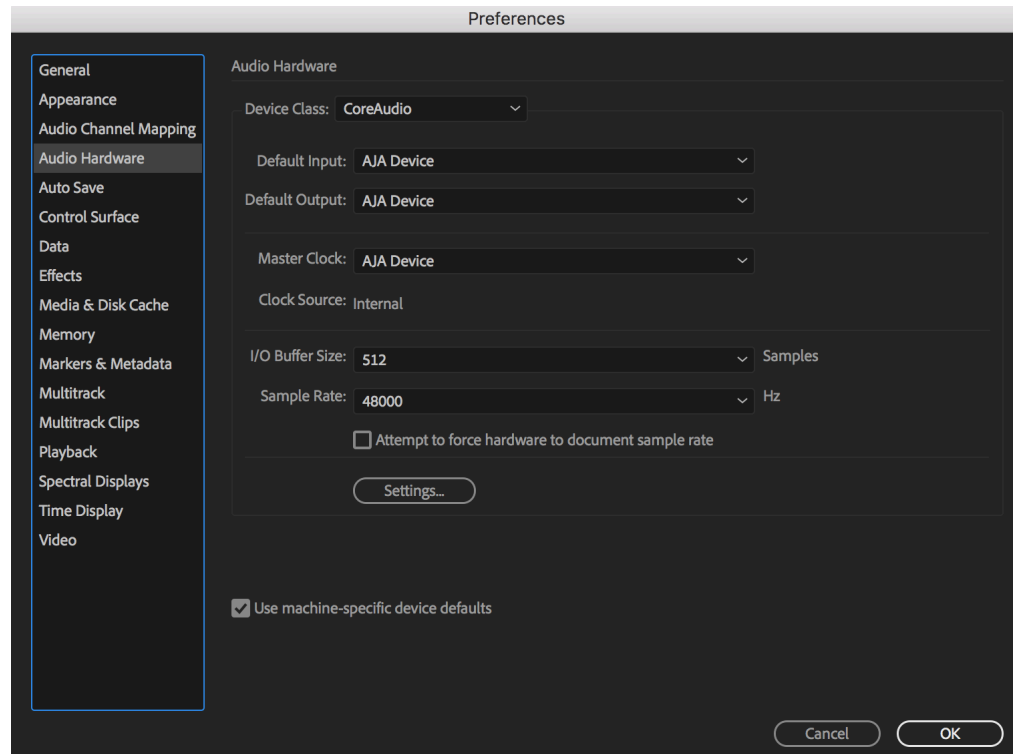 Preferences
General
Appearance
Audio Channel Mapping
Audio Hardware
Auto Save
Control Surface
Data
Effects
Media & Disk Cache
Memory
Markers & Metadata
Multitrack
Multitrack Clips
Playback
Spectral Displays
Time Display
Video
Audio Hardware
Device Class: CoreAudio
Default Input: AJA Device
Default Output: AJA Device
Master Clock: AJA Device
Clock Source: Internal
I/O Buffer Size: 512 Samples
Sample Rate: 48000 Hz
Attempt to force hardware to document sample rate
Settings...
Use machine-specific device defaults
Cancel OK